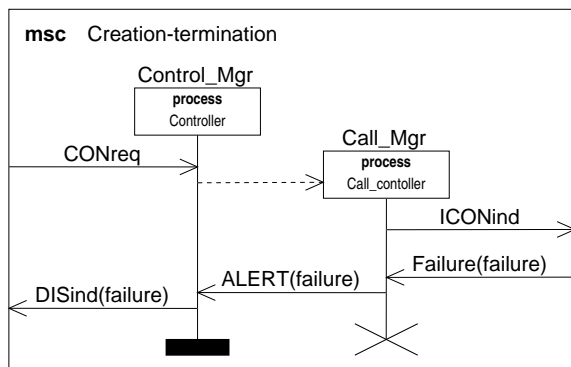 msc Creation-termination
Control_Mgr
process
Controller
Call_Mgr
process
Call_contoller
CONreq
ICONind
Failure(failure)
ALERT(failure)
DISind(failure)